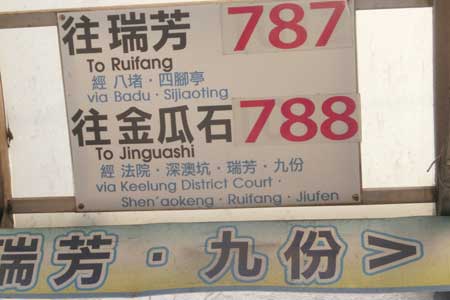 往瑞芳 787
To Ruifang
經 八堵・四腳亭
via Badu · Sijiaoting
往金瓜石 788
To Jinguashi
經 法院・深澳坑・瑞芳・九份
via Keelung District Court ·
Shen'aokeng · Ruifang · Jiufen
瑞芳・九份>